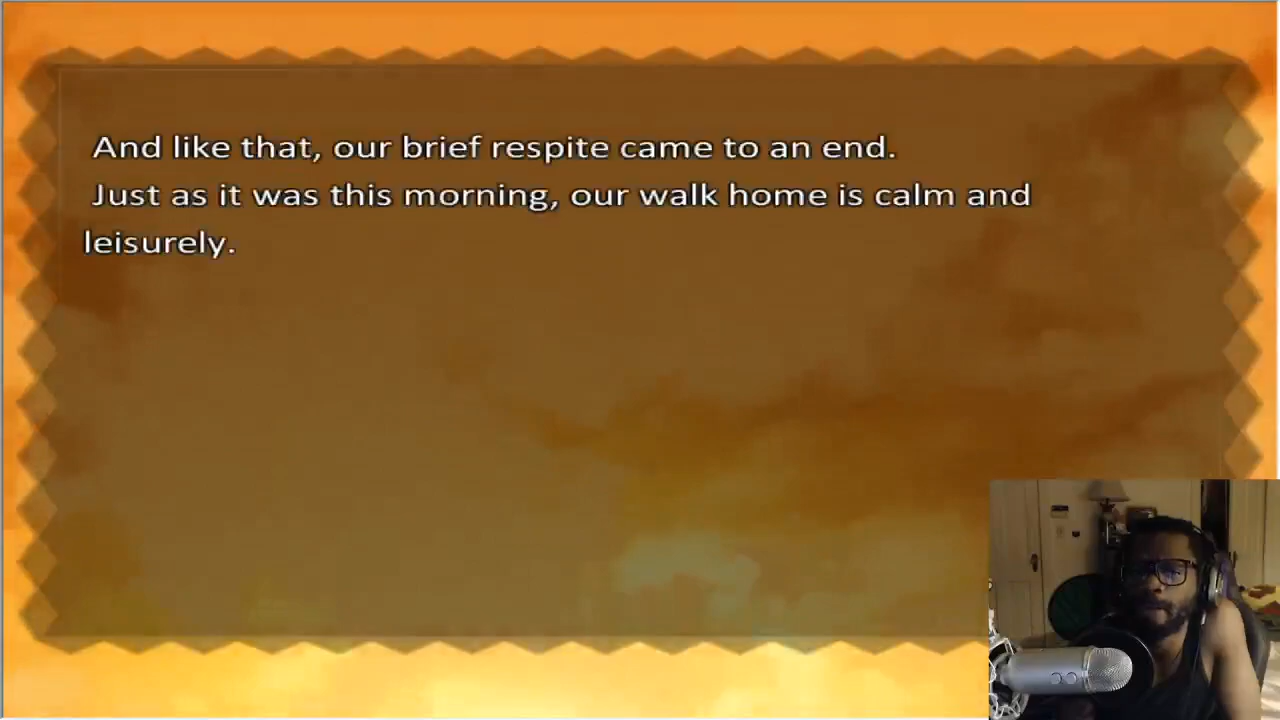 And like that, our brief respite came to an end.
Just as it was this morning, our walk home is calm and
leisurely.